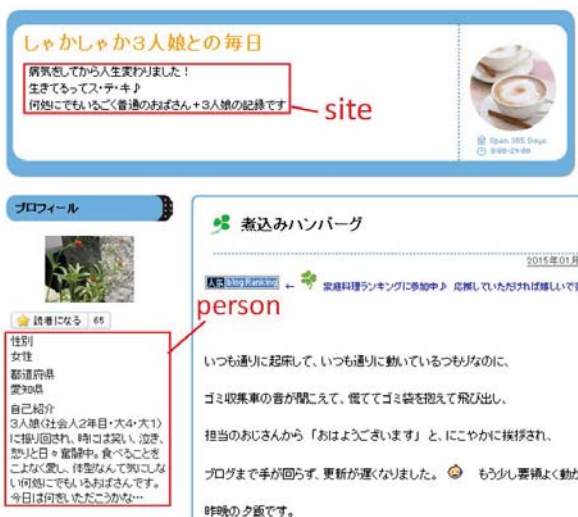 しゃかしゃか3人娘との毎日
病気をしてから人生変わりました！
生きてるってス・テ・キ♪
何処にでもいるごく普通のおばさん＋3人娘の記録です
site
Open 365 Days.
プロフィール
煮込みハンバーグ
2015年01月
人気 blog Ranking ← 家庭料理ランキングに参加中♪ 応援していただければ嬉しいです
読者になる 65
person
性別
女性
都道府県
愛知県
自己紹介
3人娘(社会人2年目・大4・大1)
に振り回され、時には笑い、泣き、
怒りと日々奮闘中。食べることを
こよなく愛し、体型なんて気にしな
い何処にでもいるおばさんです。
今日は何をいただこうかな…
いつも通りに起床して、いつも通りに動いているつもりなのに、
ゴミ収集車の音が聞こえて、慌ててゴミ袋を抱えて飛び出し、
担当のおじさんから「おはようございます」と、にこやかに挨拶され、
ブログまで手が回らず、更新が遅くなりました。 もう少し要領よく動か
昨晩の夕飯です。